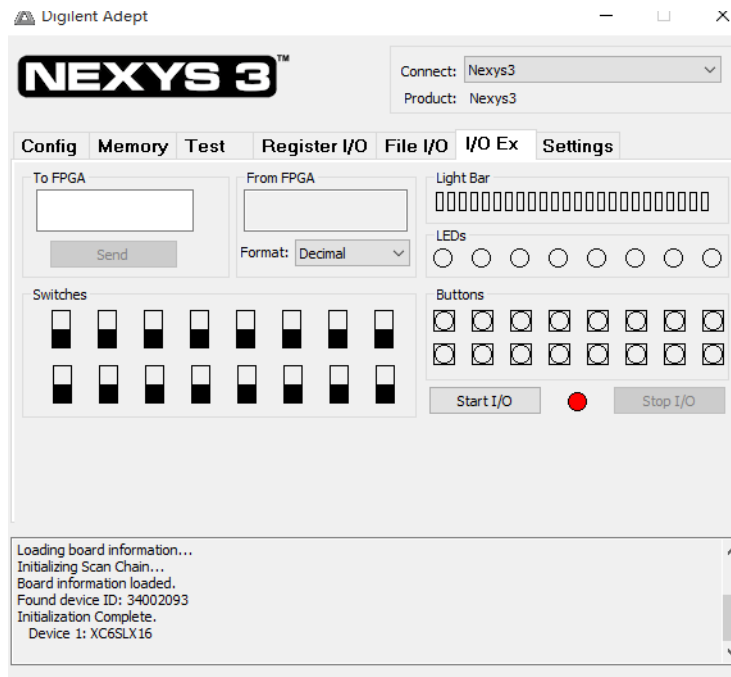 Digilent Adept
NEXYS 3™
Connect: Nexys3
Product: Nexys3
Config Memory Test Register I/O File I/O I/O Ex Settings
To FPGA
From FPGA
Light Bar
Send
Format: Decimal
LEDs
Switches
Buttons
Start I/O
Stop I/O
Loading board information...
Initializing Scan Chain...
Board information loaded.
Found device ID: 34002093
Initialization Complete.
Device 1: XC6SLX16